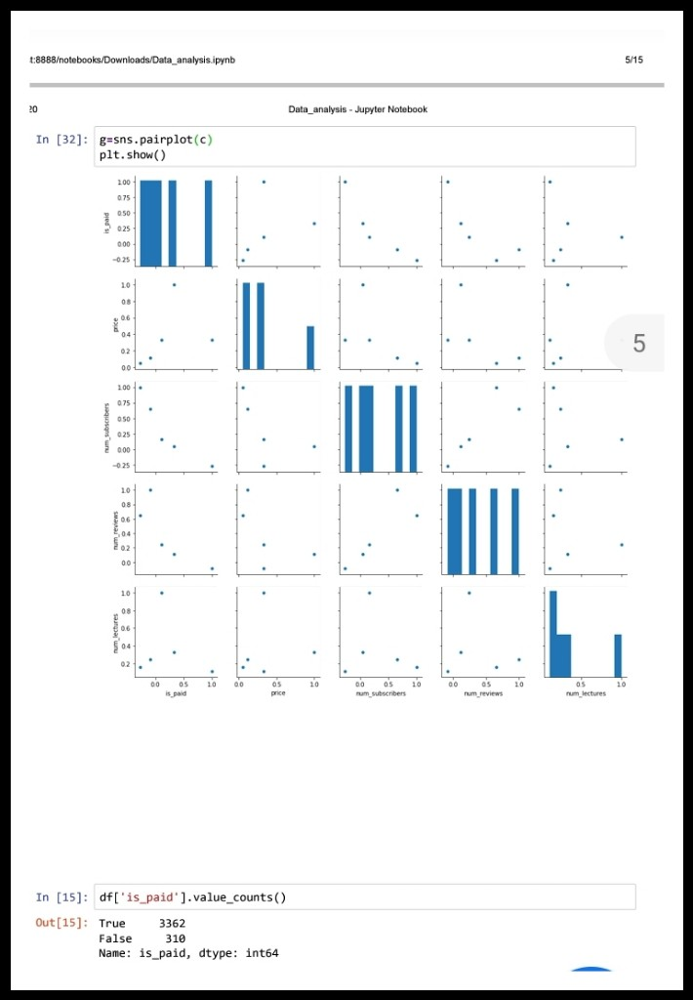 t:8888/notebooks/Downloads/Data_analysis.ipynb 5/15
20 Data_analysis - Jupyter Notebook
In [32]: g=sns.pairplot(c)
plt.show()
1.00
0.75
0.50
0.25
0.00
−0.25
is_paid
1.0
0.8
0.6
0.4
0.2
0.0
price
5
1.00
0.75
0.50
0.25
0.00
−0.25
num_subscribers
1.0
0.8
0.6
0.4
0.2
0.0
num_reviews
1.0
0.8
0.6
0.4
0.2
num_lectures
0.0 0.5 1.0 0.0 0.5 1.0 0.0 0.5 1.0 0.0 0.5 1.0 0.5 1.0
is_paid price num_subscribers num_reviews num_lectures
In [15]: df['is_paid'].value_counts()
Out[15]: True 3362
False 310
Name: is_paid, dtype: int64